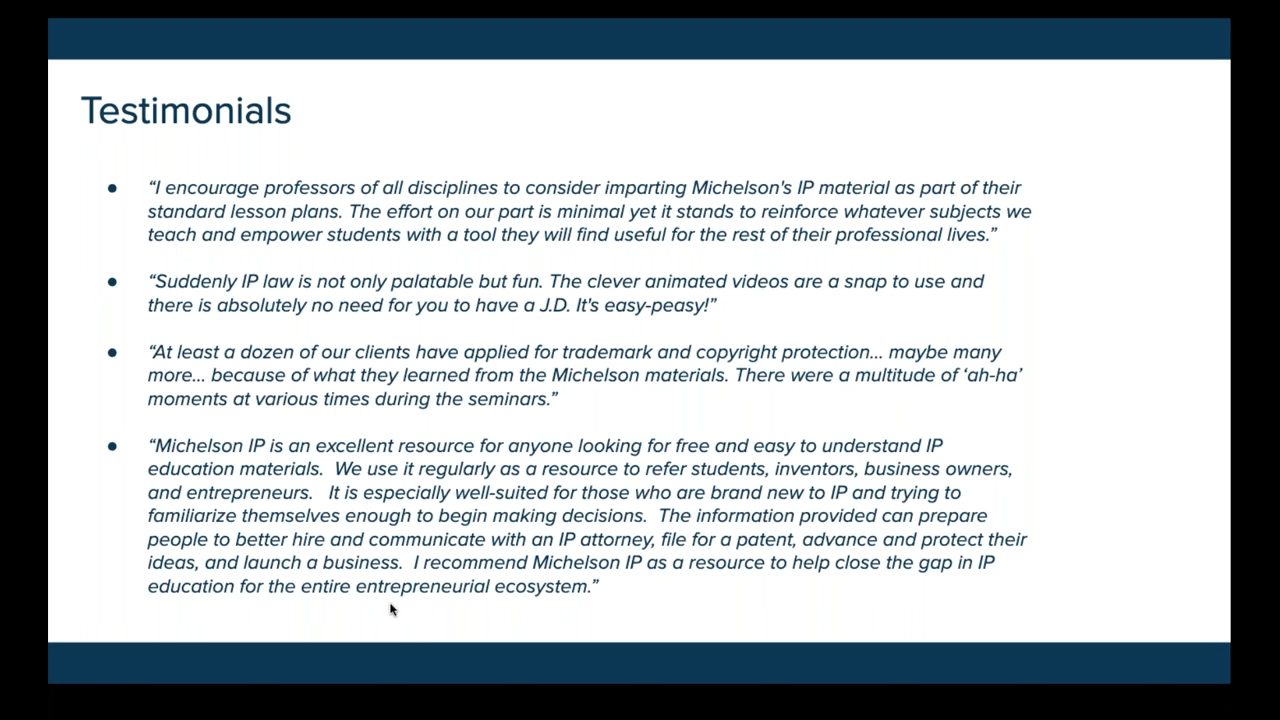 Testimonials
● “I encourage professors of all disciplines to consider imparting Michelson's IP material as part of their
standard lesson plans. The effort on our part is minimal yet it stands to reinforce whatever subjects we
teach and empower students with a tool they will find useful for the rest of their professional lives.”
● “Suddenly IP law is not only palatable but fun. The clever animated videos are a snap to use and
there is absolutely no need for you to have a J.D. It's easy-peasy!”
● “At least a dozen of our clients have applied for trademark and copyright protection... maybe many
more... because of what they learned from the Michelson materials. There were a multitude of ‘ah-ha’
moments at various times during the seminars.”
● “Michelson IP is an excellent resource for anyone looking for free and easy to understand IP
education materials.  We use it regularly as a resource to refer students, inventors, business owners,
and entrepreneurs.   It is especially well-suited for those who are brand new to IP and trying to
familiarize themselves enough to begin making decisions.  The information provided can prepare
people to better hire and communicate with an IP attorney, file for a patent, advance and protect their
ideas, and launch a business.  I recommend Michelson IP as a resource to help close the gap in IP
education for the entire entrepreneurial ecosystem.”